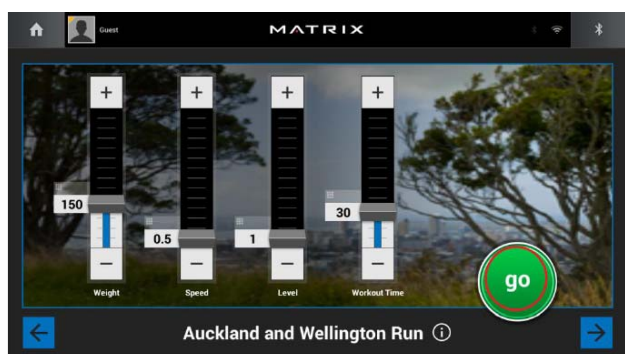 Guest
MATRIX
+ + + +
150 0.5 1 30
− − − −
Weight Speed Level Workout Time
go
Auckland and Wellington Run